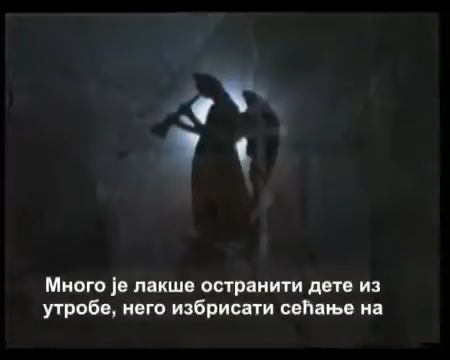 Много је лакше остранити дете из
утробе, него избрисати сећање на